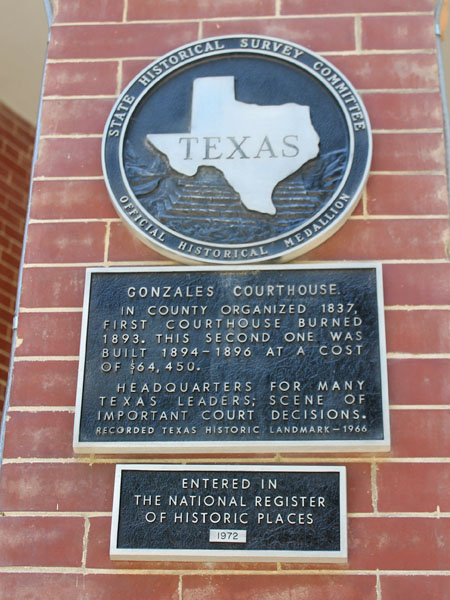 STATE HISTORICAL SURVEY COMMITTEE
TEXAS
OFFICIAL HISTORICAL MEDALLION
GONZALES COURTHOUSE
IN COUNTY ORGANIZED 1837,
FIRST COURTHOUSE BURNED
1893. THIS SECOND ONE WAS
BUILT 1894-1896 AT A COST
OF $64,450.
HEADQUARTERS FOR MANY
TEXAS LEADERS; SCENE OF
IMPORTANT COURT DECISIONS.
RECORDED TEXAS HISTORIC LANDMARK-1966
ENTERED IN
THE NATIONAL REGISTER
OF HISTORIC PLACES
1972